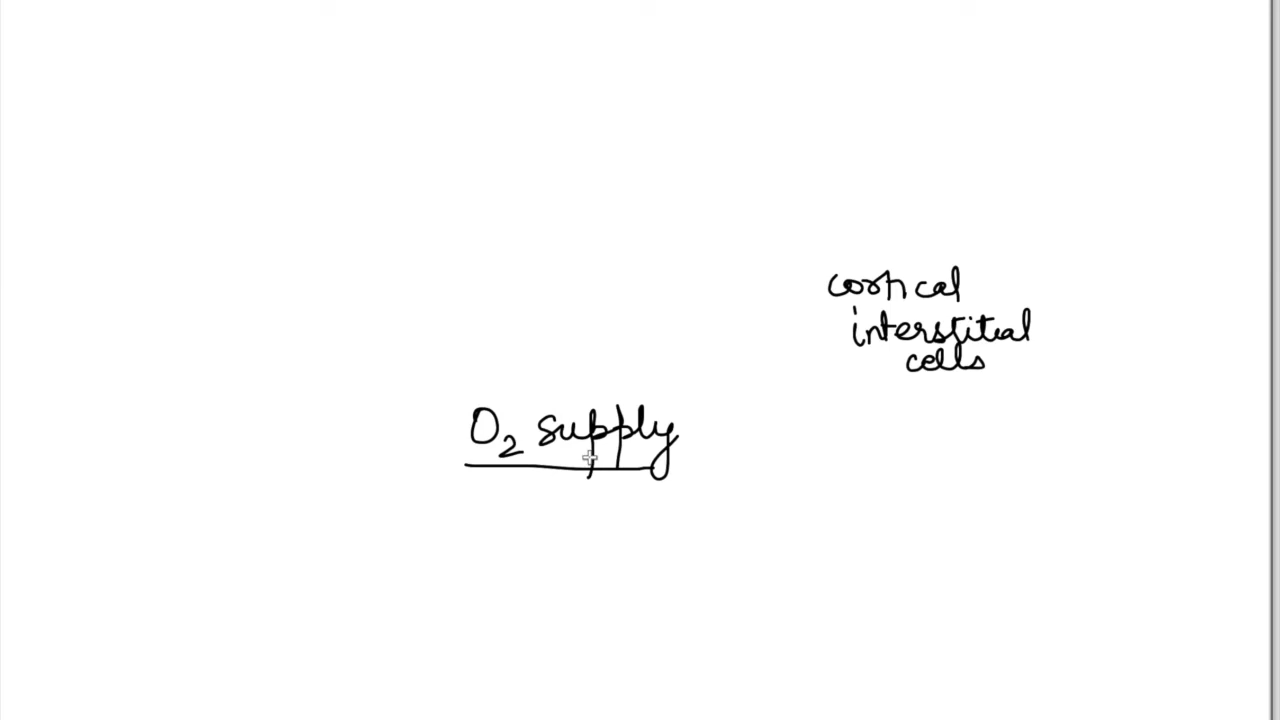 cortical
interstitial
cells
O₂ supply